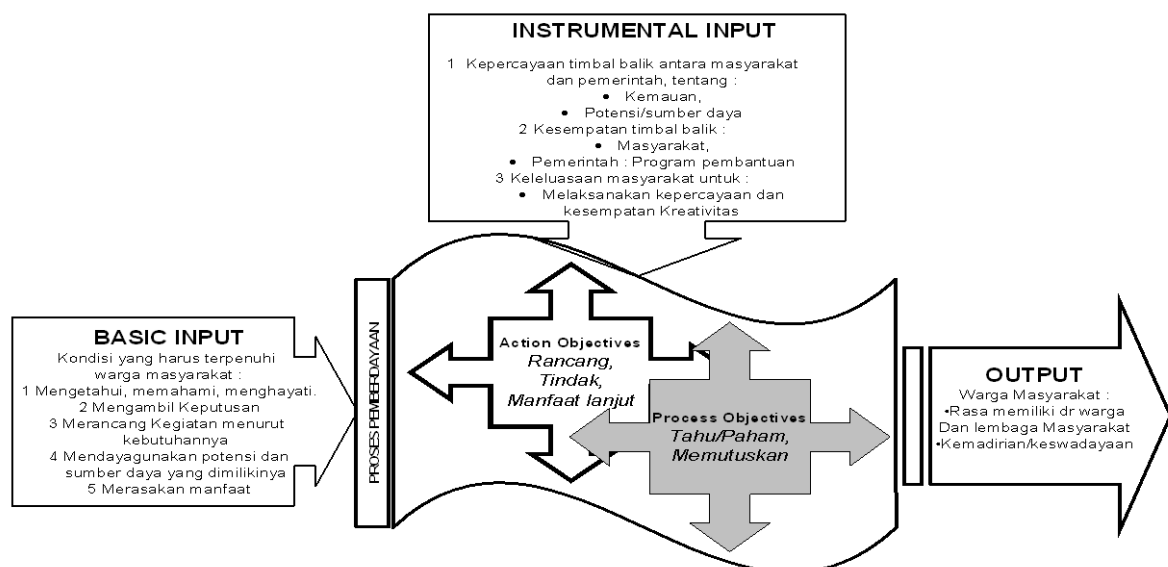 INSTRUMENTAL INPUT
1 Kepercayaan timbal balik antara masyarakat
dan pemerintah, tentang :
• Kemauan,
• Potensi/sumber daya
2 Kesempatan timbal balik :
• Masyarakat,
• Pemerintah : Program pembantuan
3 Keleluasaan masyarakat untuk :
• Melaksanakan kepercayaan dan
kesempatan Kreativitas
BASIC INPUT
Kondisi yang harus terpenuhi
warga masyarakat :
1 Mengetahui, memahami, menghayati.
2 Mengambil Keputusan
3 Merancang Kegiatan menurut
kebutuhannya
4 Mendayagunakan potensi dan
sumber daya yang dimilikinya
5 Merasakan manfaat
PROSES PEMBERDAYAAN
Action Objectives
Rancang,
Tindak,
Manfaat lanjut
Process Objectives
Tahu/Paham,
Memutuskan
OUTPUT
Warga Masyarakat :
•Rasa memiliki dr warga
Dan lembaga Masyarakat
•Kemadirian/keswadayaan